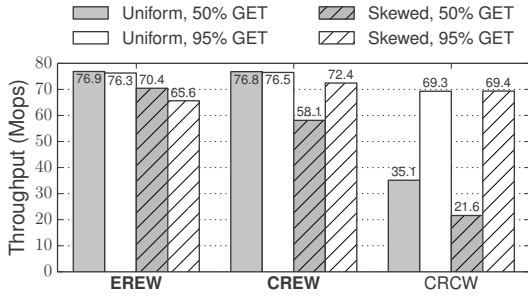 Uniform, 50% GET
Skewed, 50% GET
Uniform, 95% GET
Skewed, 95% GET
Throughput (Mops)
80
70
60
50
40
30
20
10
0
76.9
76.3
70.4
65.6
76.8
76.5
58.1
72.4
35.1
69.3
21.6
69.4
EREW
CREW
CRCW